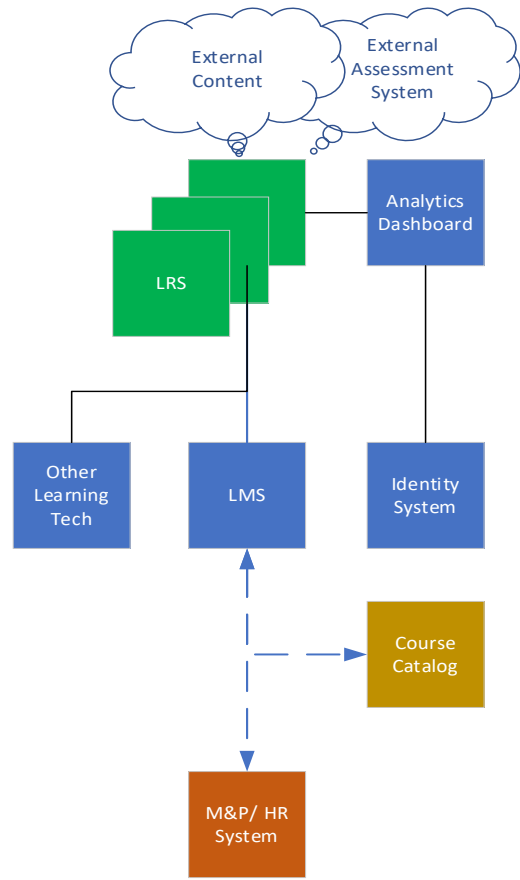 External
Content
External
Assessment
System
Analytics
Dashboard
LRS
Other
Learning
Tech
LMS
Identity
System
Course
Catalog
M&P/ HR
System